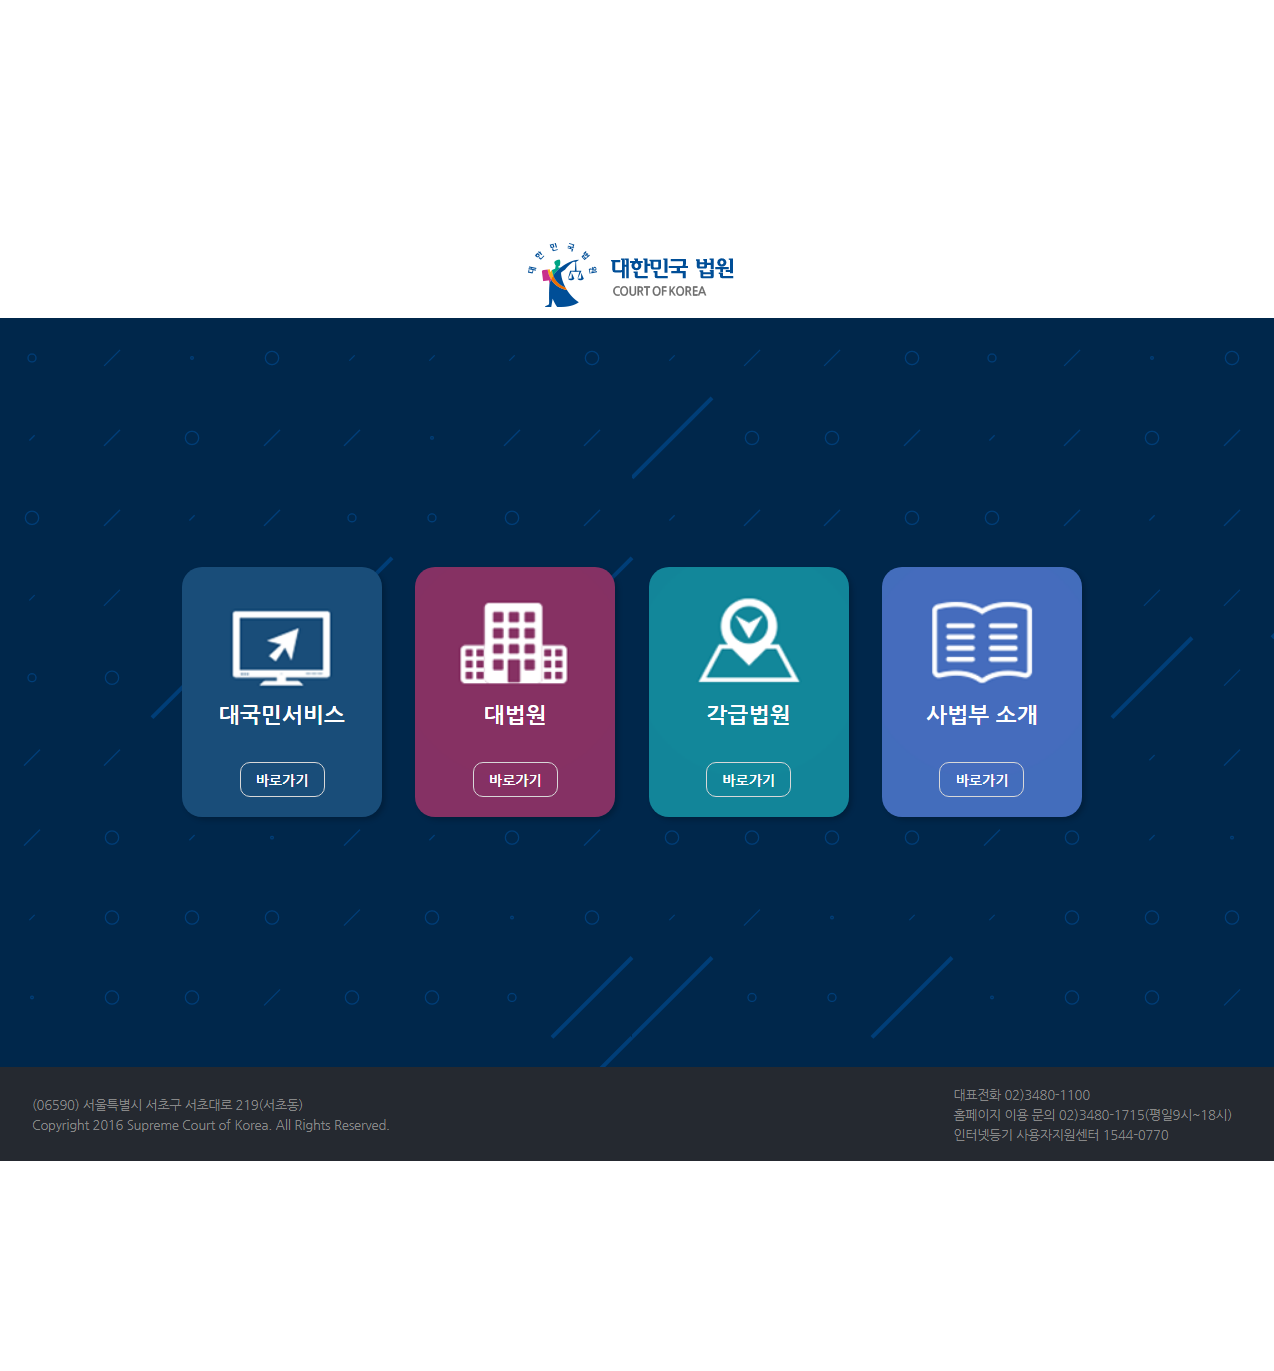 대한민국법원
대한민국 법원
COURT OF KOREA
대국민서비스
대법원
각급법원
사법부 소개
바로가기
바로가기
바로가기
바로가기
(06590) 서울특별시 서초구 서초대로 219(서초동)
Copyright 2016 Supreme Court of Korea. All Rights Reserved.
대표전화 02)3480-1100
홈페이지 이용 문의 02)3480-1715(평일9시~18시)
인터넷등기 사용자지원센터 1544-0770